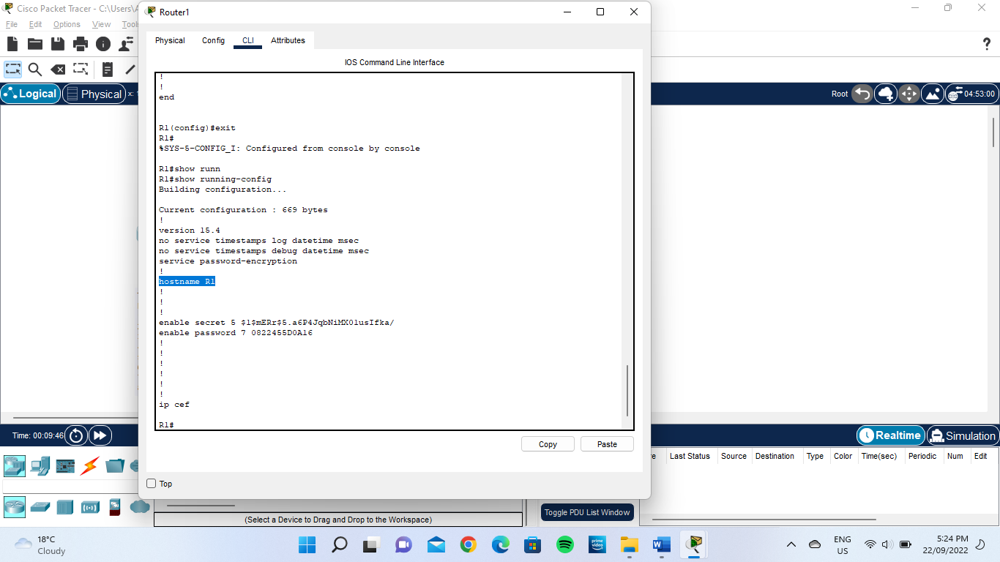 Cisco Packet Tracer - C:\Users\A
File Edit Options View Tools
Logical
Physical
x:
Root
04:53:00
Router1
Physical Config CLI Attributes
IOS Command Line Interface
!
!
end
R1(config)#exit
R1#
%SYS-5-CONFIG_I: Configured from console by console
R1#show runn
R1#show running-config
Building configuration...
Current configuration : 669 bytes
!
version 15.4
no service timestamps log datetime msec
no service timestamps debug datetime msec
service password-encryption
!
hostname R1
!
!
!
enable secret 5 $1$mERr$5.a6P4JqbNiMX01usIfka/
enable password 7 0822455D0A16
!
!
!
!
!
!
ip cef
R1#
Copy Paste
Top
Time: 00:09:46
Realtime
Simulation
Last Status Source Destination Type Color Time(sec) Periodic Num Edit
Toggle PDU List Window
(Select a Device to Drag and Drop to the Workspace)
18°C
Cloudy
prime video
ENG
US
5:24 PM
22/09/2022